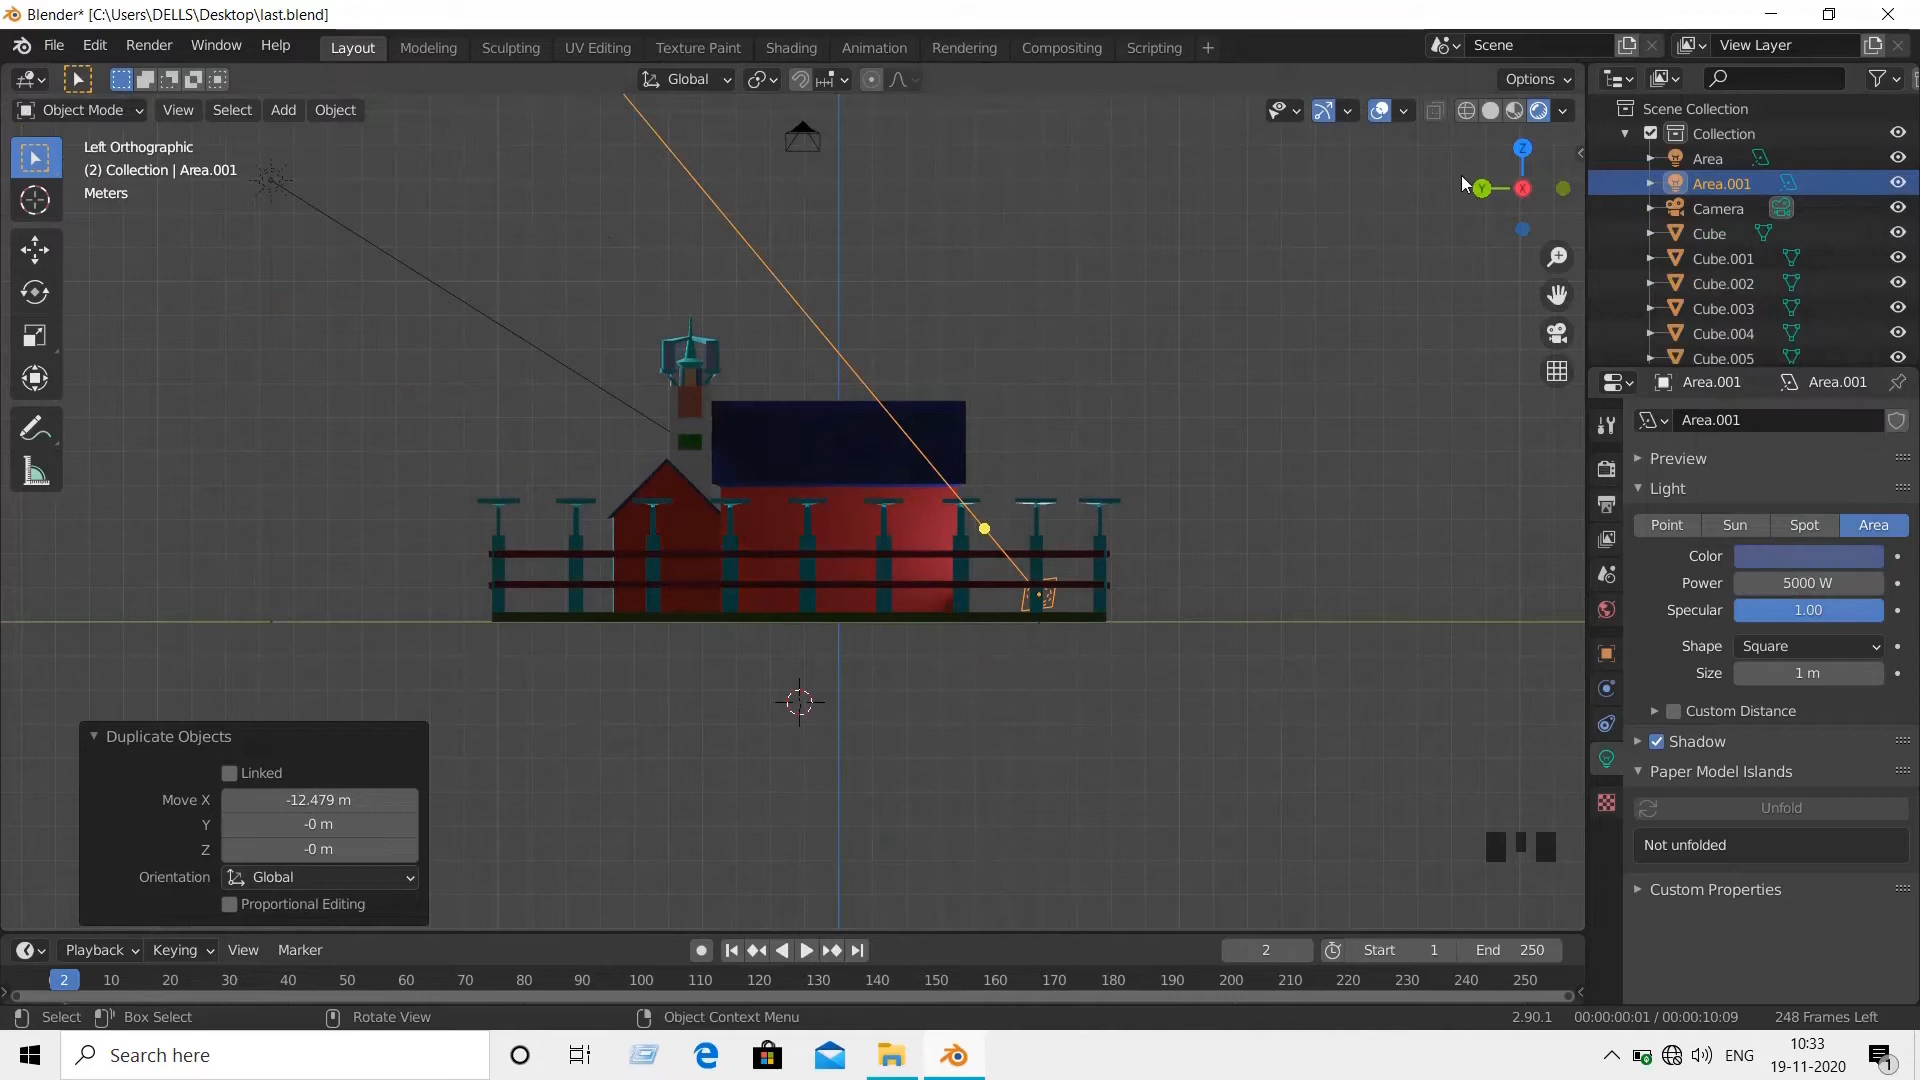 Blender* [C:\Users\DELLS\Desktop\last.blend]
File Edit Render Window Help Layout Modeling Sculpting UV Editing Texture Paint Shading Animation Rendering Compositing Scripting + Scene View Layer
Global Options
Object Mode View Select Add Object
Left Orthographic
(2) Collection | Area.001
Meters
Z
Y
X
Scene Collection
Collection
Area
Area.001
Camera
Cube
Cube.001
Cube.002
Cube.003
Cube.004
Cube.005
Area.001 Area.001
Area.001
Preview
Light
Point Sun Spot Area
Color
Power 5000 W
Specular 1.00
Shape Square
Size 1 m
Custom Distance
Shadow
Paper Model Islands
Unfold
Not unfolded
Custom Properties
Duplicate Objects
Linked
Move X -12.479 m
Y -0 m
Z -0 m
Orientation Global
Proportional Editing
Playback Keying View Marker 2 Start 1 End 250
2 10 20 30 40 50 60 70 80 90 100 110 120 130 140 150 160 170 180 190 200 210 220 230 240 250
Select Box Select Rotate View Object Context Menu 2.90.1 00:00:00:01 / 00:00:10:09 248 Frames Left
Search here ENG 10:33
19-11-2020 1